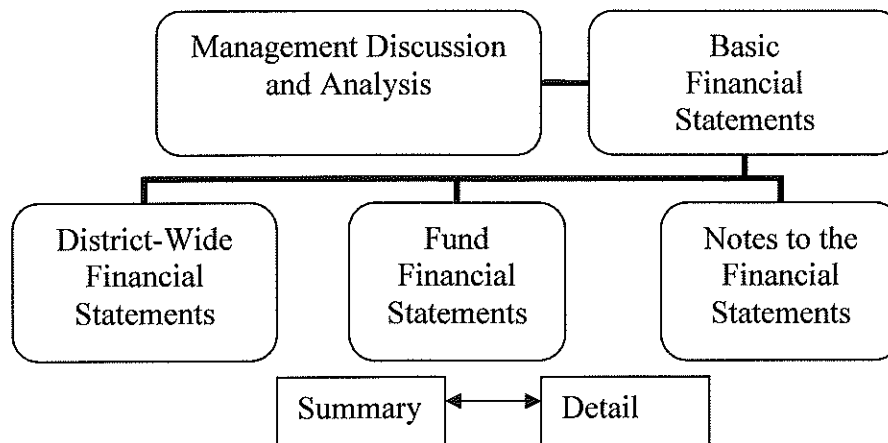 Management Discussion
and Analysis
Basic
Financial
Statements
District-Wide
Financial
Statements
Fund
Financial
Statements
Notes to the
Financial
Statements
Summary
Detail